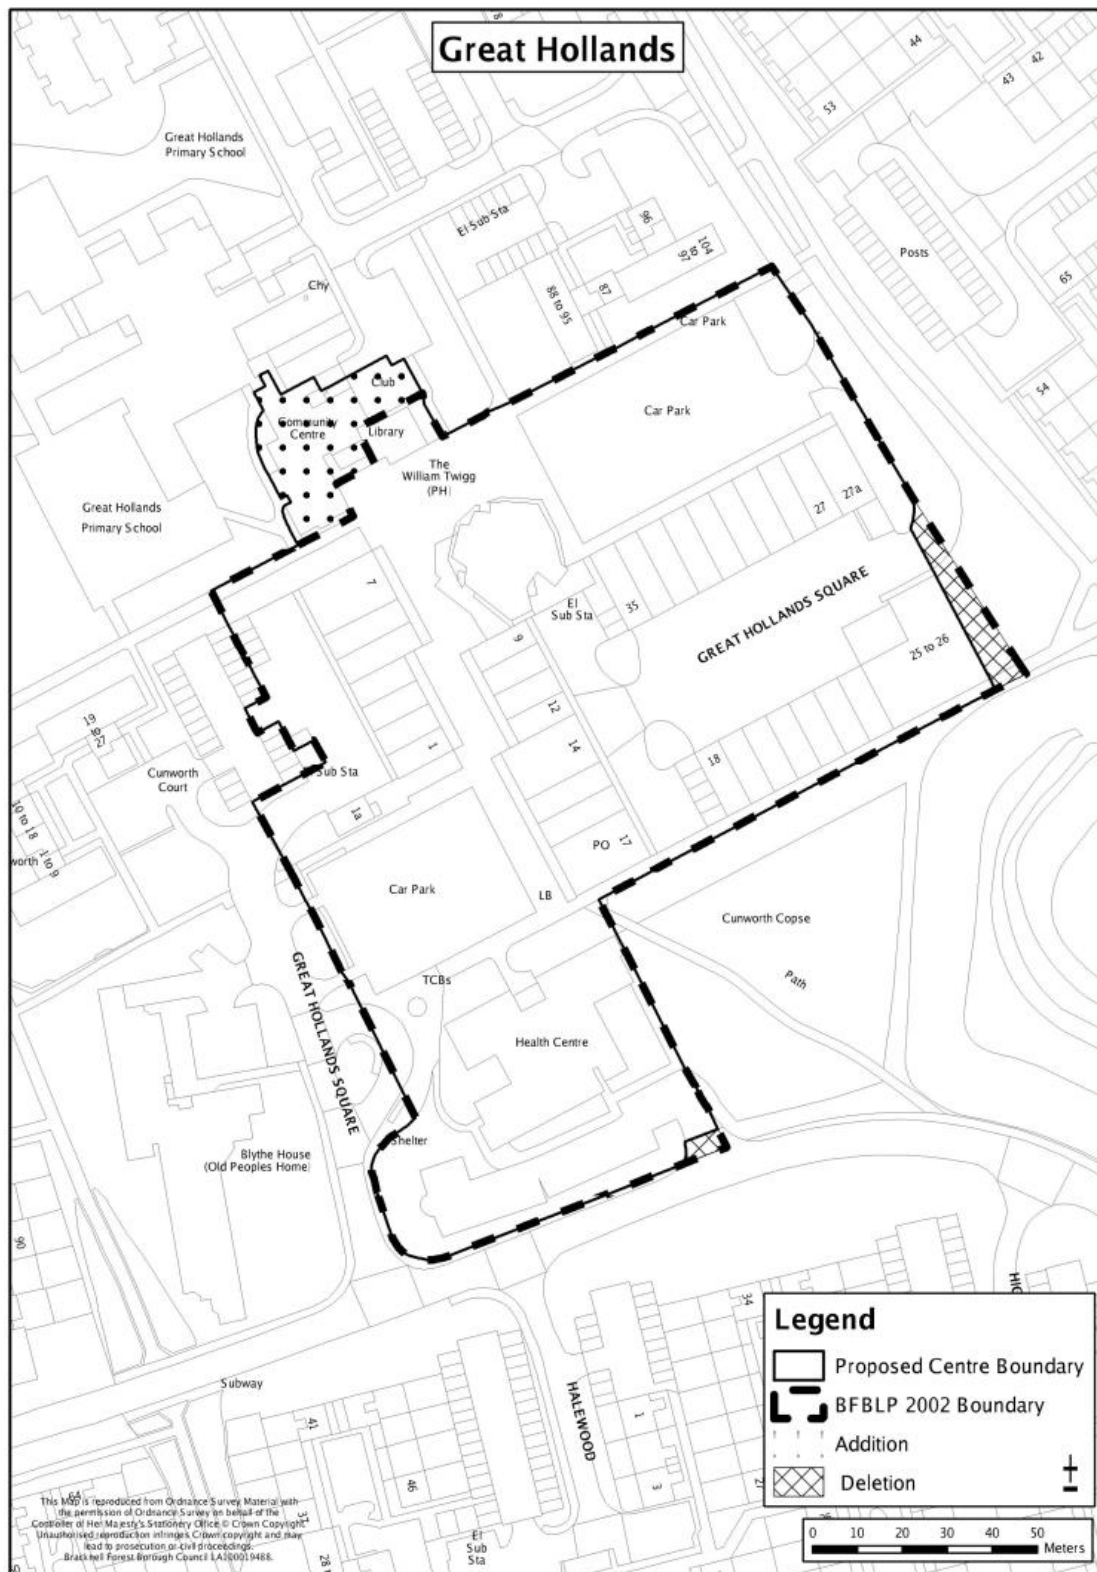 Great Hollands
44
42
43
53
Great Hollands
Primary School
El Sub Sta
96
97
to
104
Posts
65
Chy
88 to 95
87
Car Park
54
Club
Car Park
Community
Centre
Library
The
William Twigg
(PH)
27
27a
Great Hollands
Primary School
7
El
Sub Sta
35
GREAT HOLLANDS SQUARE
9
25 to 26
12
14
1
18
Cunworth
Court
Sub Sta
1a
10 to 18
1 to 9
worth
PO
17
Car Park
LB
Cunworth Copse
GREAT HOLLANDS SQUARE
TCBs
Path
Health Centre
Shelter
Blythe House
(Old Peoples Home)
90
34
Subway
HALEWOOD
41
1
46
3
64
37
El
Sub
Sta
Legend
Proposed Centre Boundary
BFBLP 2002 Boundary
Addition
Deletion
0 10 20 30 40 50
Meters
This Map is reproduced from Ordnance Survey Material with
the permission of Ordnance Survey on behalf of the
Controller of Her Majesty's Stationery Office © Crown Copyright
Unauthorised reproduction infringes Crown copyright and may
lead to prosecution or civil proceedings.
Bracknell Forest Borough Council LA100019488.